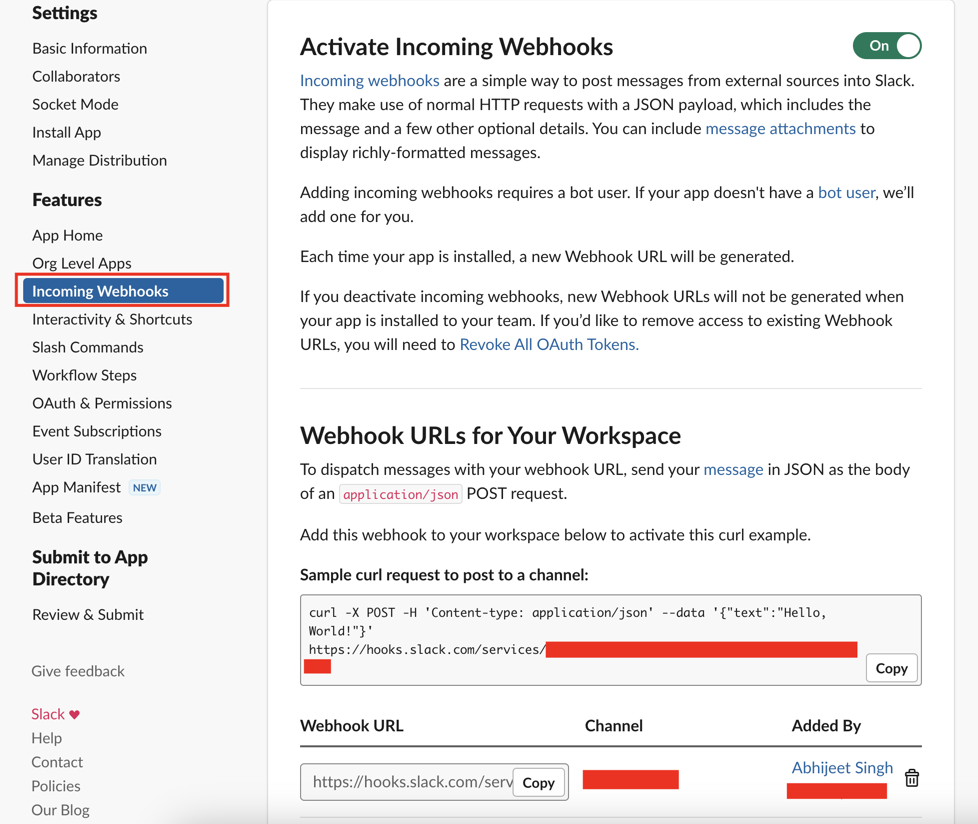 Settings
Basic Information
Collaborators
Socket Mode
Install App
Manage Distribution
Features
App Home
Org Level Apps
Incoming Webhooks
Interactivity & Shortcuts
Slash Commands
Workflow Steps
OAuth & Permissions
Event Subscriptions
User ID Translation
App Manifest NEW
Beta Features
Submit to App
Directory
Review & Submit
Give feedback
Slack ♥
Help
Contact
Policies
Our Blog
Activate Incoming Webhooks
On
Incoming webhooks are a simple way to post messages from external sources into Slack.
They make use of normal HTTP requests with a JSON payload, which includes the
message and a few other optional details. You can include message attachments to
display richly-formatted messages.
Adding incoming webhooks requires a bot user. If your app doesn't have a bot user, we’ll
add one for you.
Each time your app is installed, a new Webhook URL will be generated.
If you deactivate incoming webhooks, new Webhook URLs will not be generated when
your app is installed to your team. If you’d like to remove access to existing Webhook
URLs, you will need to Revoke All OAuth Tokens.
Webhook URLs for Your Workspace
To dispatch messages with your webhook URL, send your message in JSON as the body
of an application/json POST request.
Add this webhook to your workspace below to activate this curl example.
Sample curl request to post to a channel:
curl -X POST -H 'Content-type: application/json' --data '{"text":"Hello,
World!"}'
https://hooks.slack.com/services/
Copy
Webhook URL Channel Added By
https://hooks.slack.com/serv Copy Abhijeet Singh